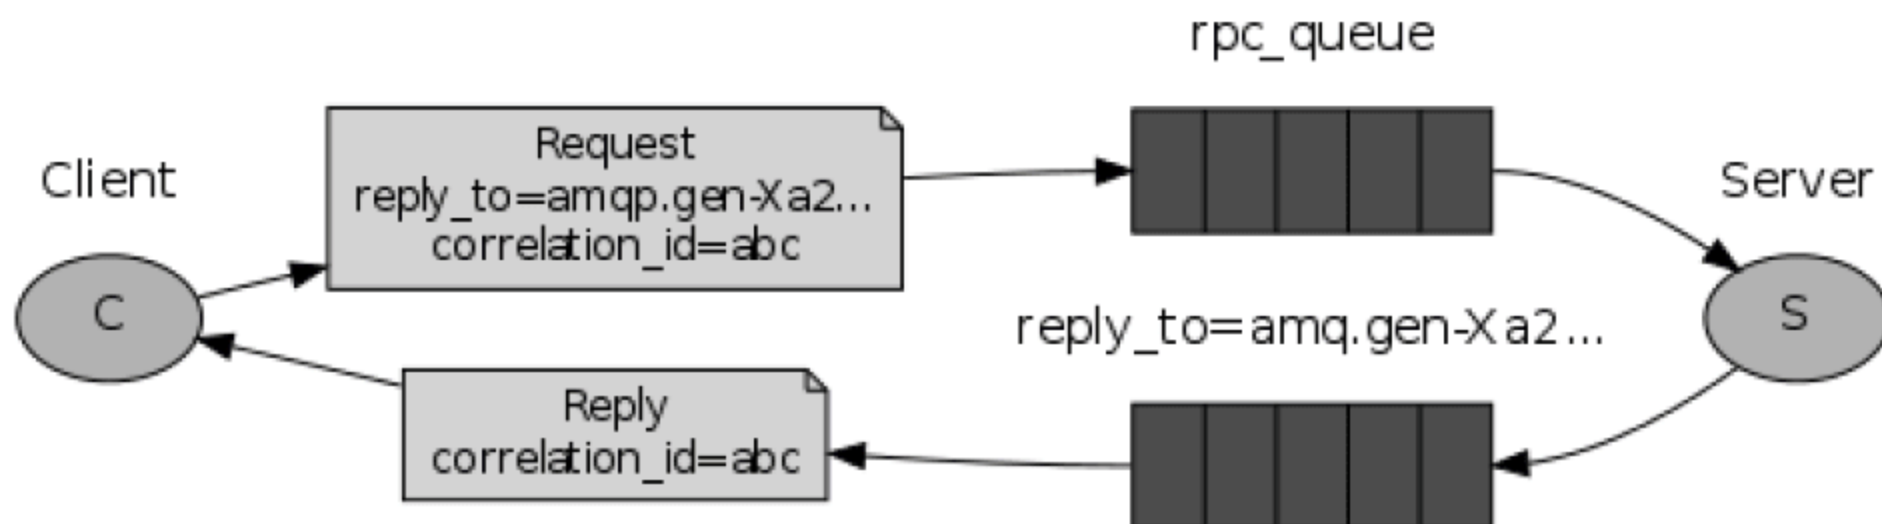 rpc_queue
Client
Request
reply_to=amqp.gen-Xa2...
correlation_id=abc
Server
C
S
reply_to=amq.gen-Xa2...
Reply
correlation_id=abc